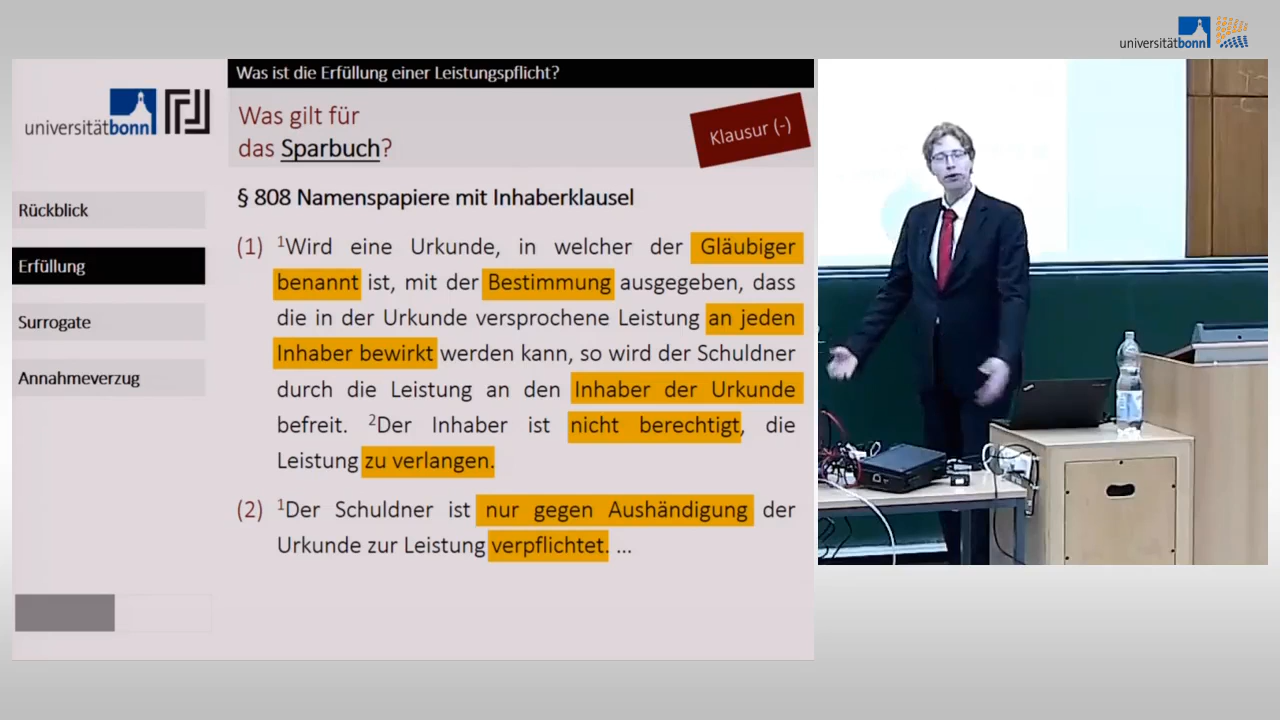 universitätbonn
Was ist die Erfüllung einer Leistungspflicht?
universitätbonn
Was gilt für
das Sparbuch?
Klausur (-)
Rückblick
Erfüllung
Surrogate
Annahmeverzug
§ 808 Namenspapiere mit Inhaberklausel
(1) ¹Wird eine Urkunde, in welcher der Gläubiger
benannt ist, mit der Bestimmung ausgegeben, dass
die in der Urkunde versprochene Leistung an jeden
Inhaber bewirkt werden kann, so wird der Schuldner
durch die Leistung an den Inhaber der Urkunde
befreit. ²Der Inhaber ist nicht berechtigt, die
Leistung zu verlangen.
(2) ¹Der Schuldner ist nur gegen Aushändigung der
Urkunde zur Leistung verpflichtet. ...